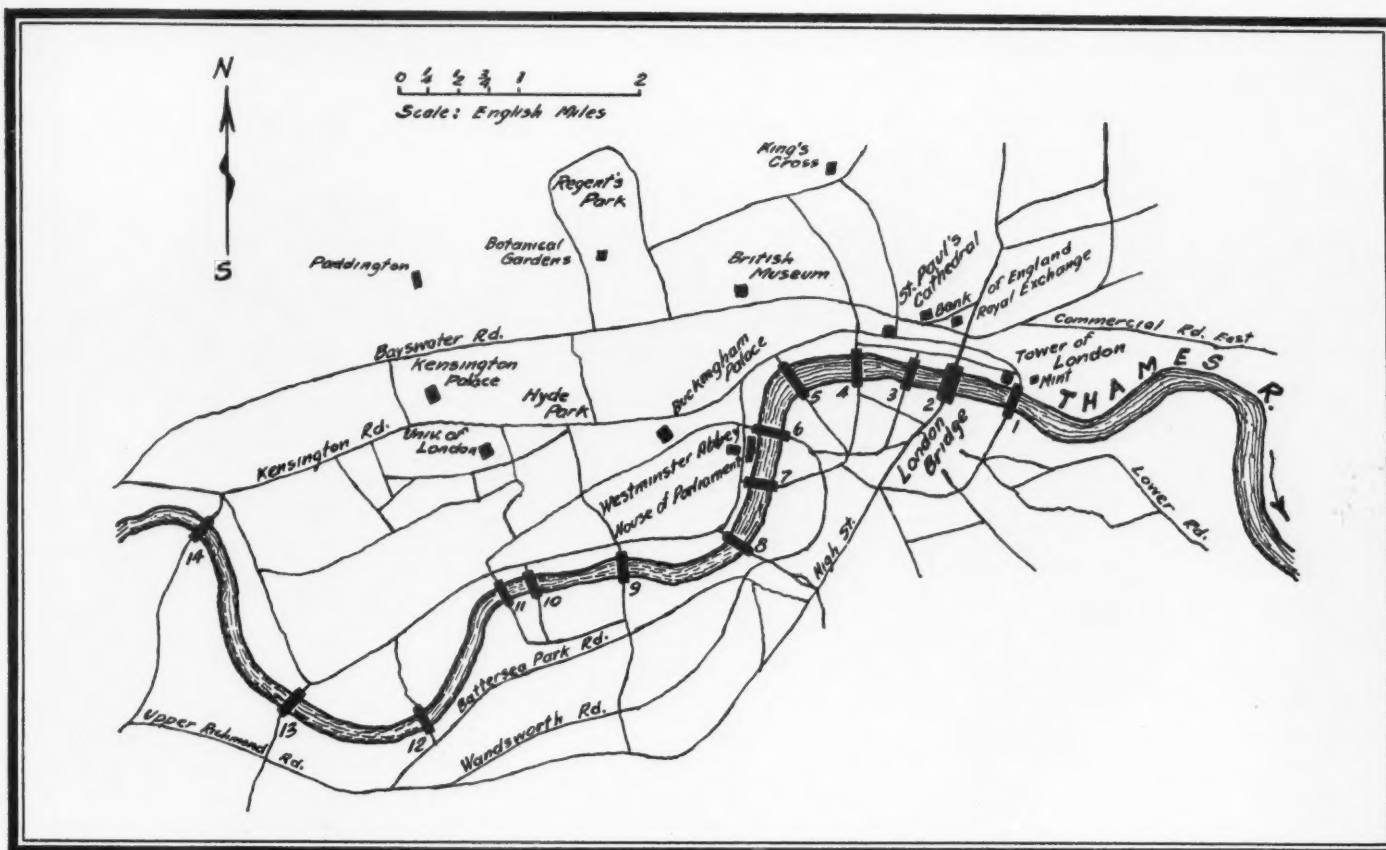 N
S
0 ¼ ½ ¾ 1 2
Scale: English Miles
King's
Cross
Regent's
Park
Botanical
Gardens
Paddington
British
Museum
St. Paul's
Cathedral
Bank of England
Royal Exchange
Commercial Rd. East
Bayswater Rd.
Kensington
Palace
Hyde
Park
Buckingham
Palace
Tower of
London
Mint
THAMES R.
Kensington Rd.
Univ. of
London
Westminster Abbey
House of Parliament
London
Bridge
High St.
Lower Rd.
Battersea Park Rd.
Wandsworth Rd.
Upper Richmond
Rd.
1
2
3
4
5
6
7
8
9
10
11
12
13
14